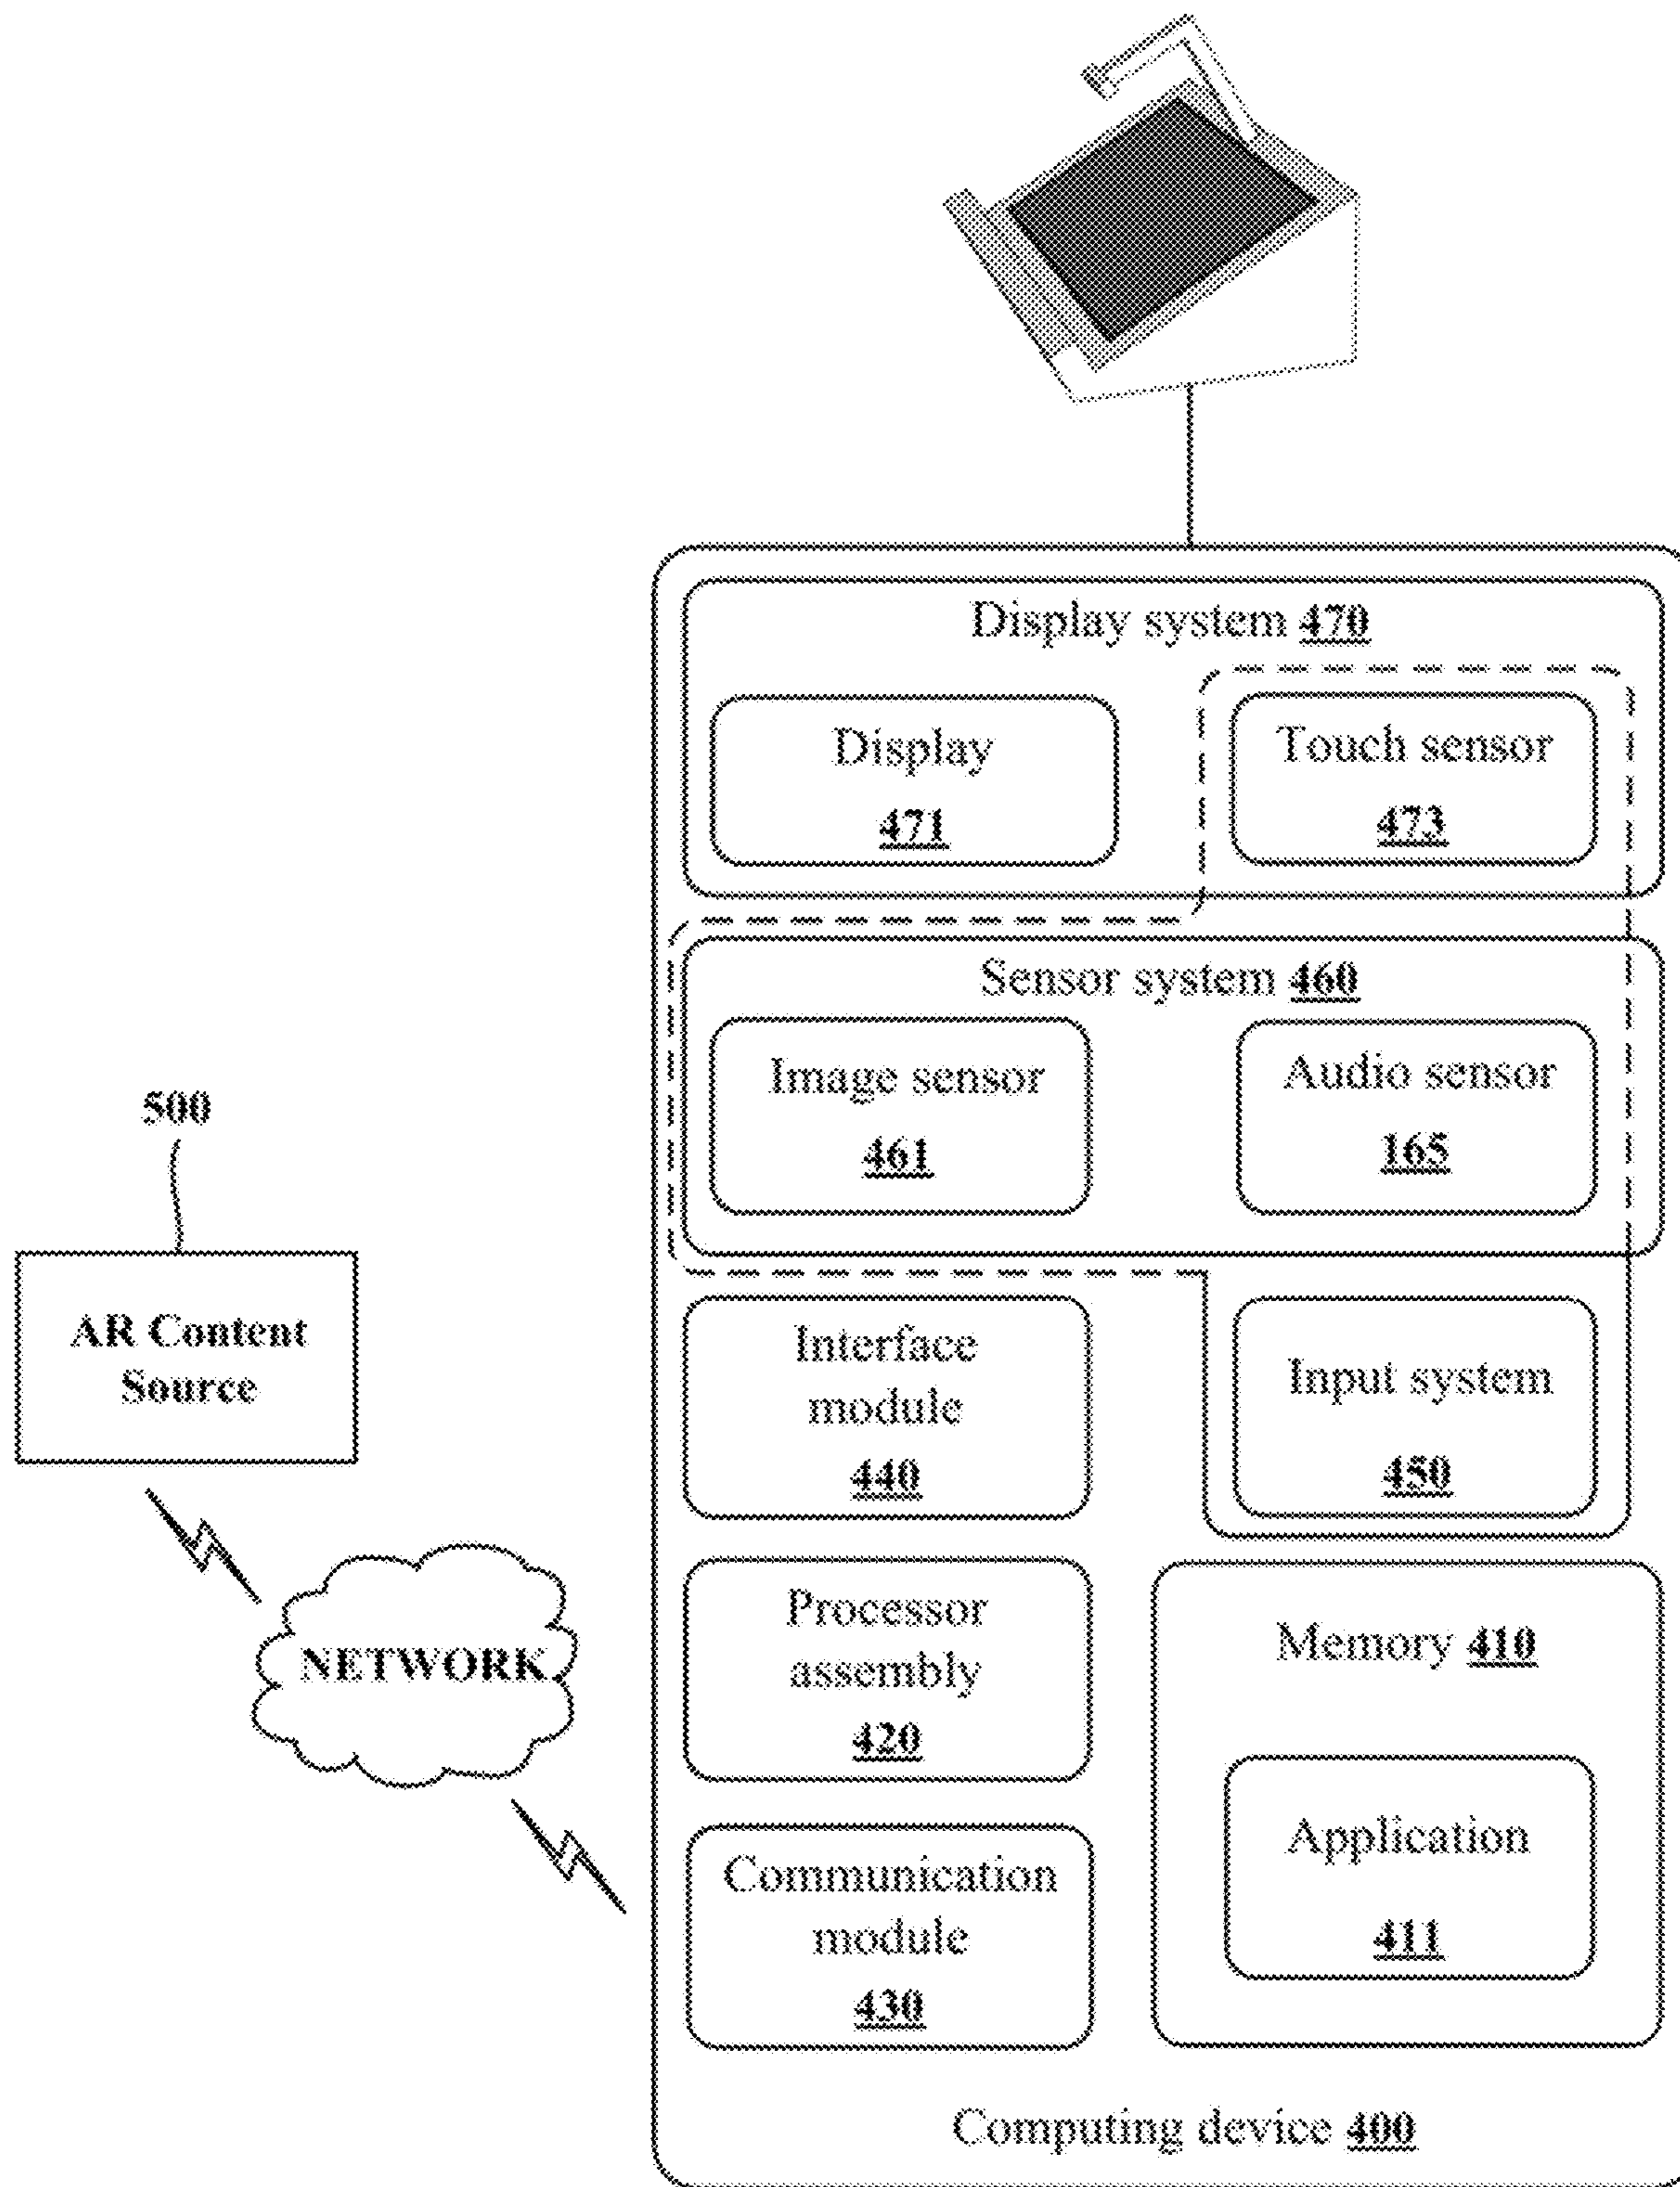 Display system 470
Display
471
Touch sensor
473
Sensor system 460
Image sensor
461
Audio sensor
165
500
AR Content
Source
Interface
module
440
Input system
450
NETWORK
Processor
assembly
420
Memory 410
Application
411
Communication
module
430
Computing device 400